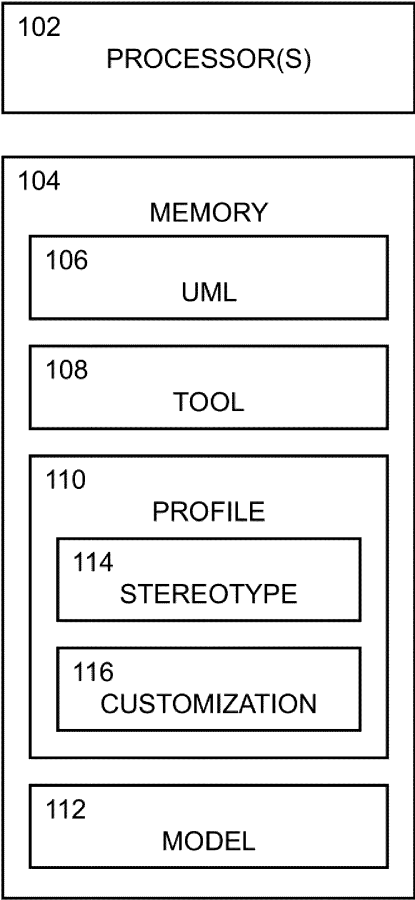 102
PROCESSOR(S)
104
MEMORY
106
UML
108
TOOL
110
PROFILE
114
STEREOTYPE
116
CUSTOMIZATION
112
MODEL